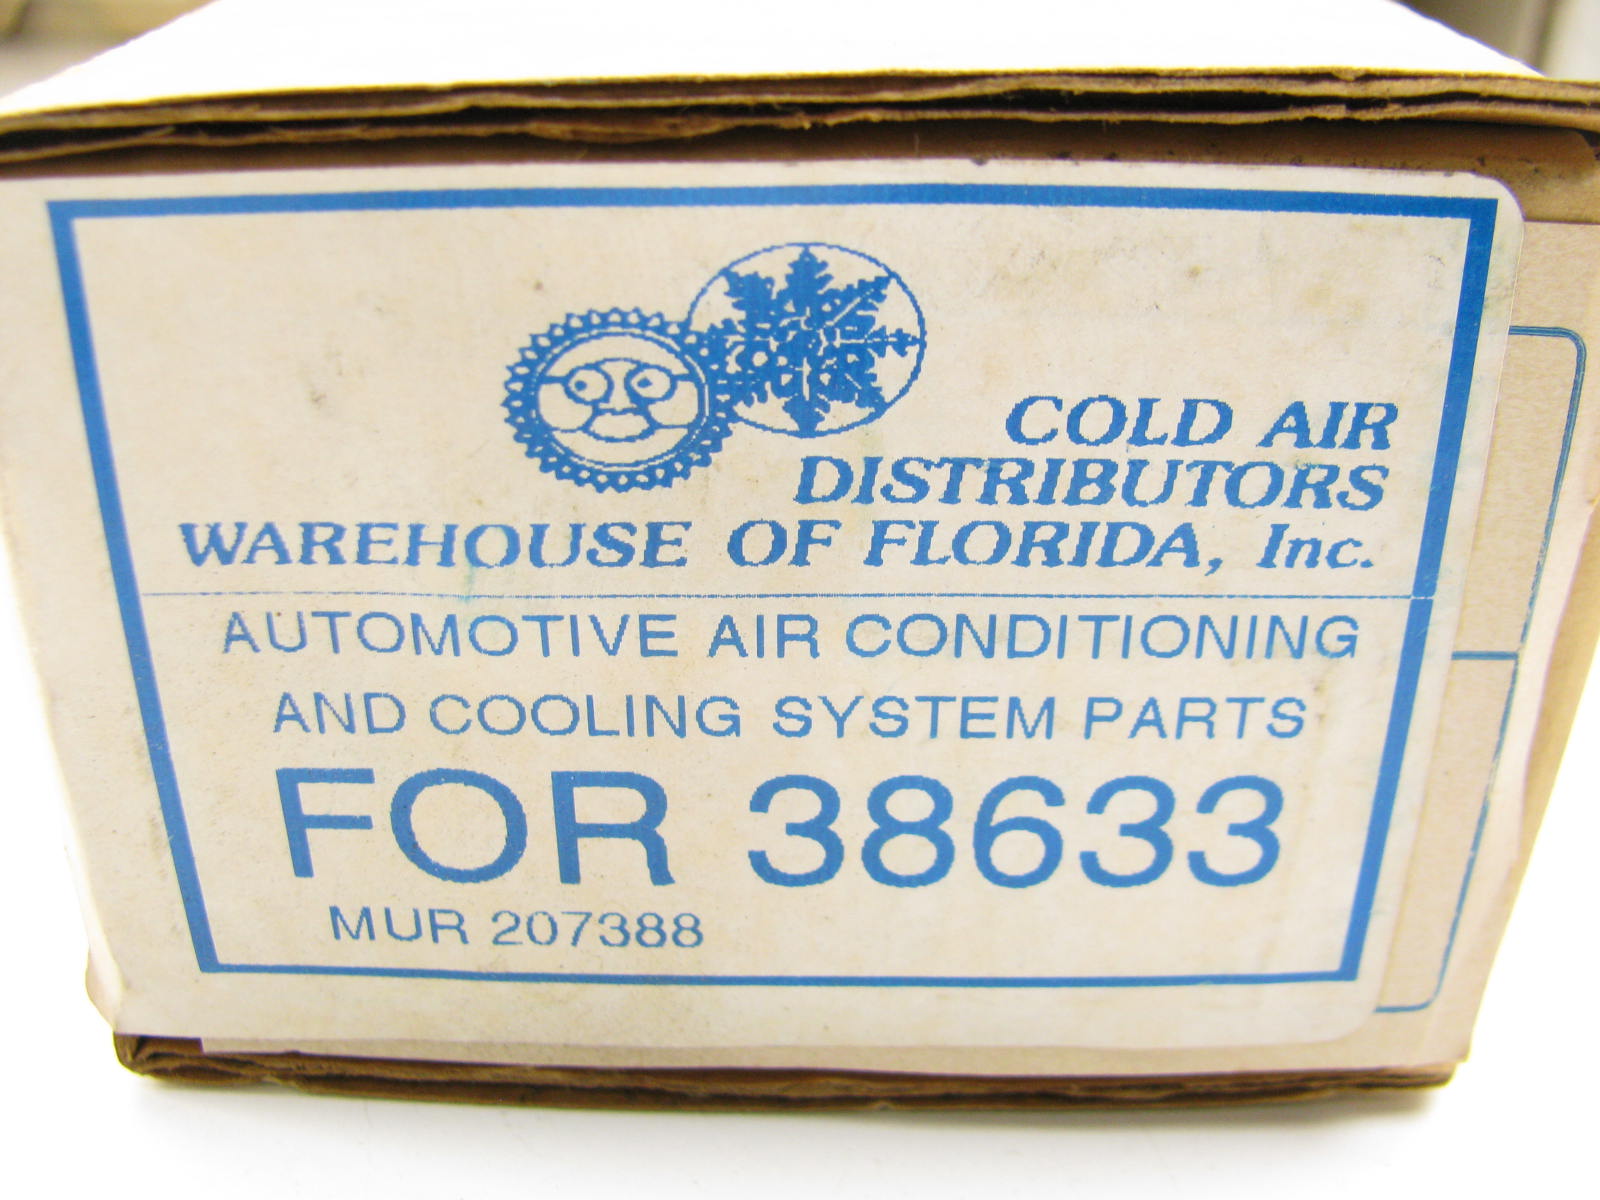 COLD AIR
DISTRIBUTORS
WAREHOUSE OF FLORIDA, Inc.
AUTOMOTIVE AIR CONDITIONING
AND COOLING SYSTEM PARTS
FOR 38633
MUR 207388